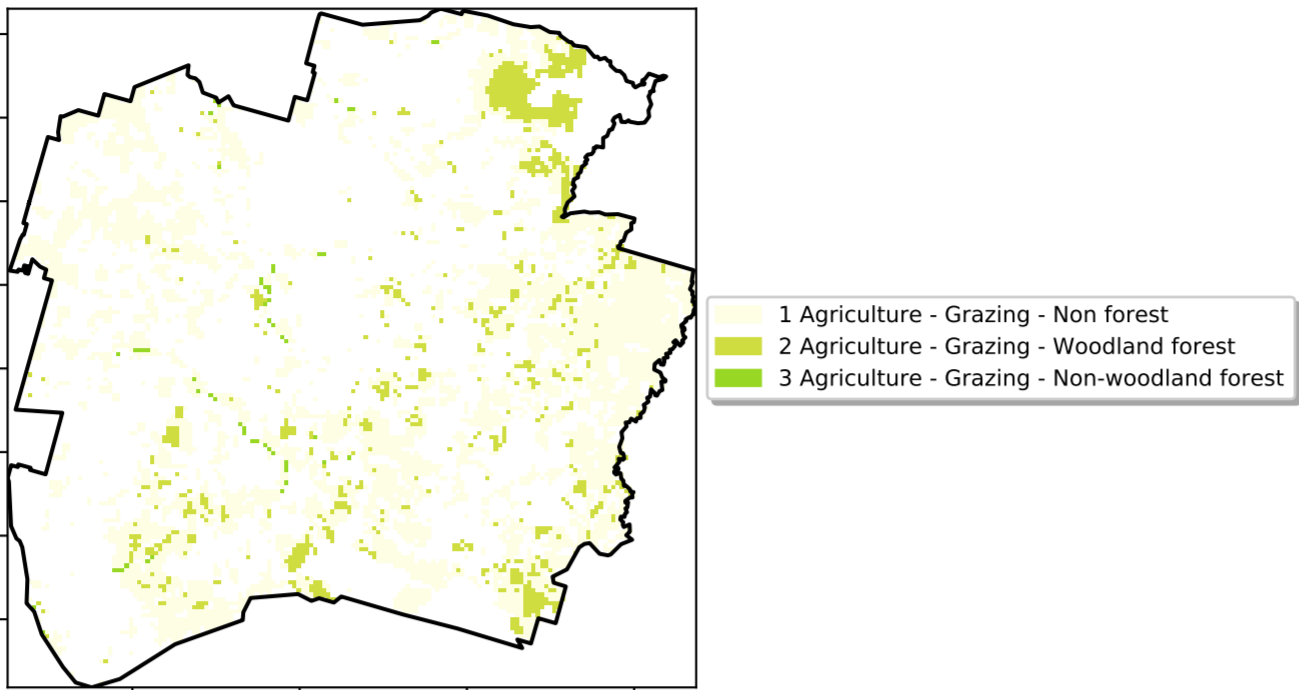 1 Agriculture - Grazing - Non forest
2 Agriculture - Grazing - Woodland forest
3 Agriculture - Grazing - Non-woodland forest